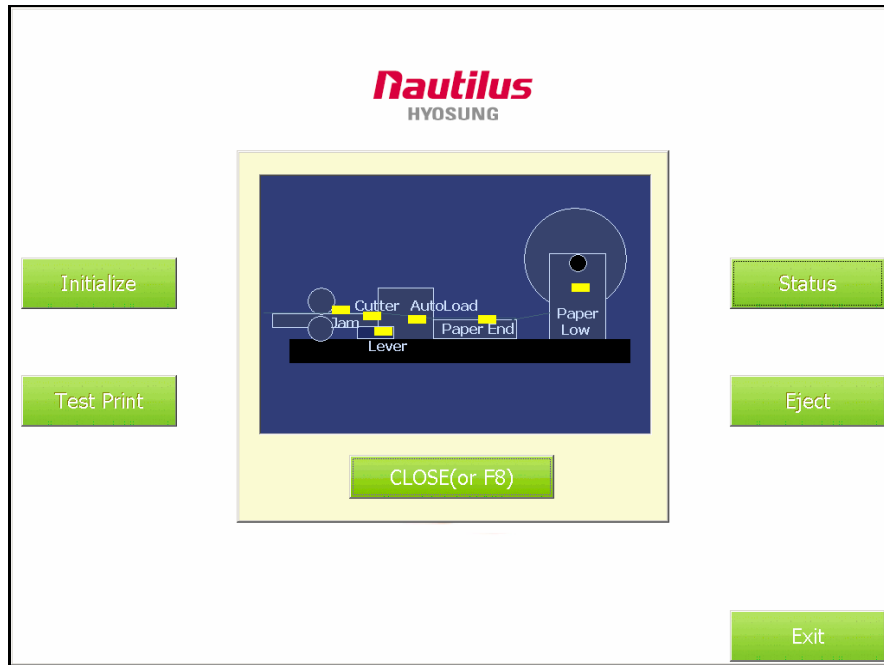 Nautilus
HYOSUNG
Initialize
Status
Cutter AutoLoad
Jam
Paper End
Paper
Low
Lever
Test Print
Eject
CLOSE(or F8)
Exit